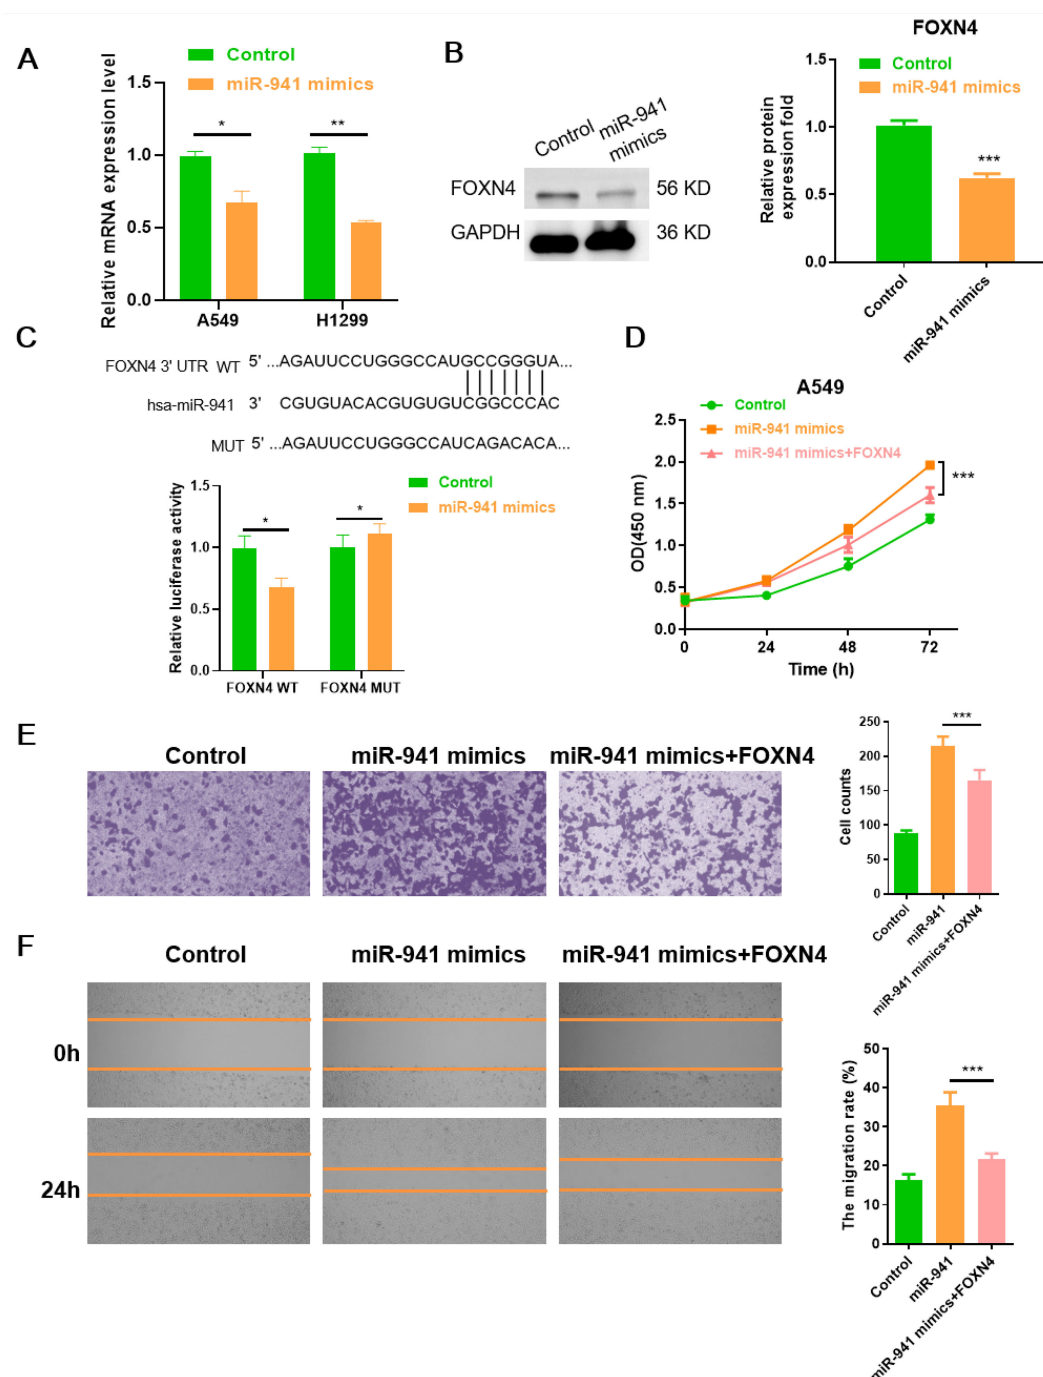 A
Control
miR-941 mimics
Relative mRNA expression level
1.5
1.0
0.5
0.0
*
**
A549
H1299
B
Control
miR-941
mimics
FOXN4
56 KD
GAPDH
36 KD
FOXN4
Control
miR-941 mimics
Relative protein
expression fold
1.5
1.0
0.5
0.0
***
Control
miR-941 mimics
C
FOXN4 3' UTR WT 5' ...AGAUUCCUGGGCCAUGCCGGGUA...
hsa-miR-941 3' CGUGUACACGUGUGUCGGCCCAC
MUT 5' ...AGAUUCCUGGGCCAUCAGACACA...
Control
miR-941 mimics
Relative luciferase activity
1.5
1.0
0.5
0.0
*
*
FOXN4 WT
FOXN4 MUT
D
A549
Control
miR-941 mimics
miR-941 mimics+FOXN4
OD(450 nm)
2.5
2.0
1.5
1.0
0.5
0.0
***
0
24
48
72
Time (h)
E
Control
miR-941 mimics
miR-941 mimics+FOXN4
Cell counts
250
200
150
100
50
0
***
Control
miR-941
miR-941 mimics+FOXN4
F
Control
miR-941 mimics
miR-941 mimics+FOXN4
0h
24h
The migration rate (%)
50
40
30
20
10
0
***
Control
miR-941
miR-941 mimics+FOXN4